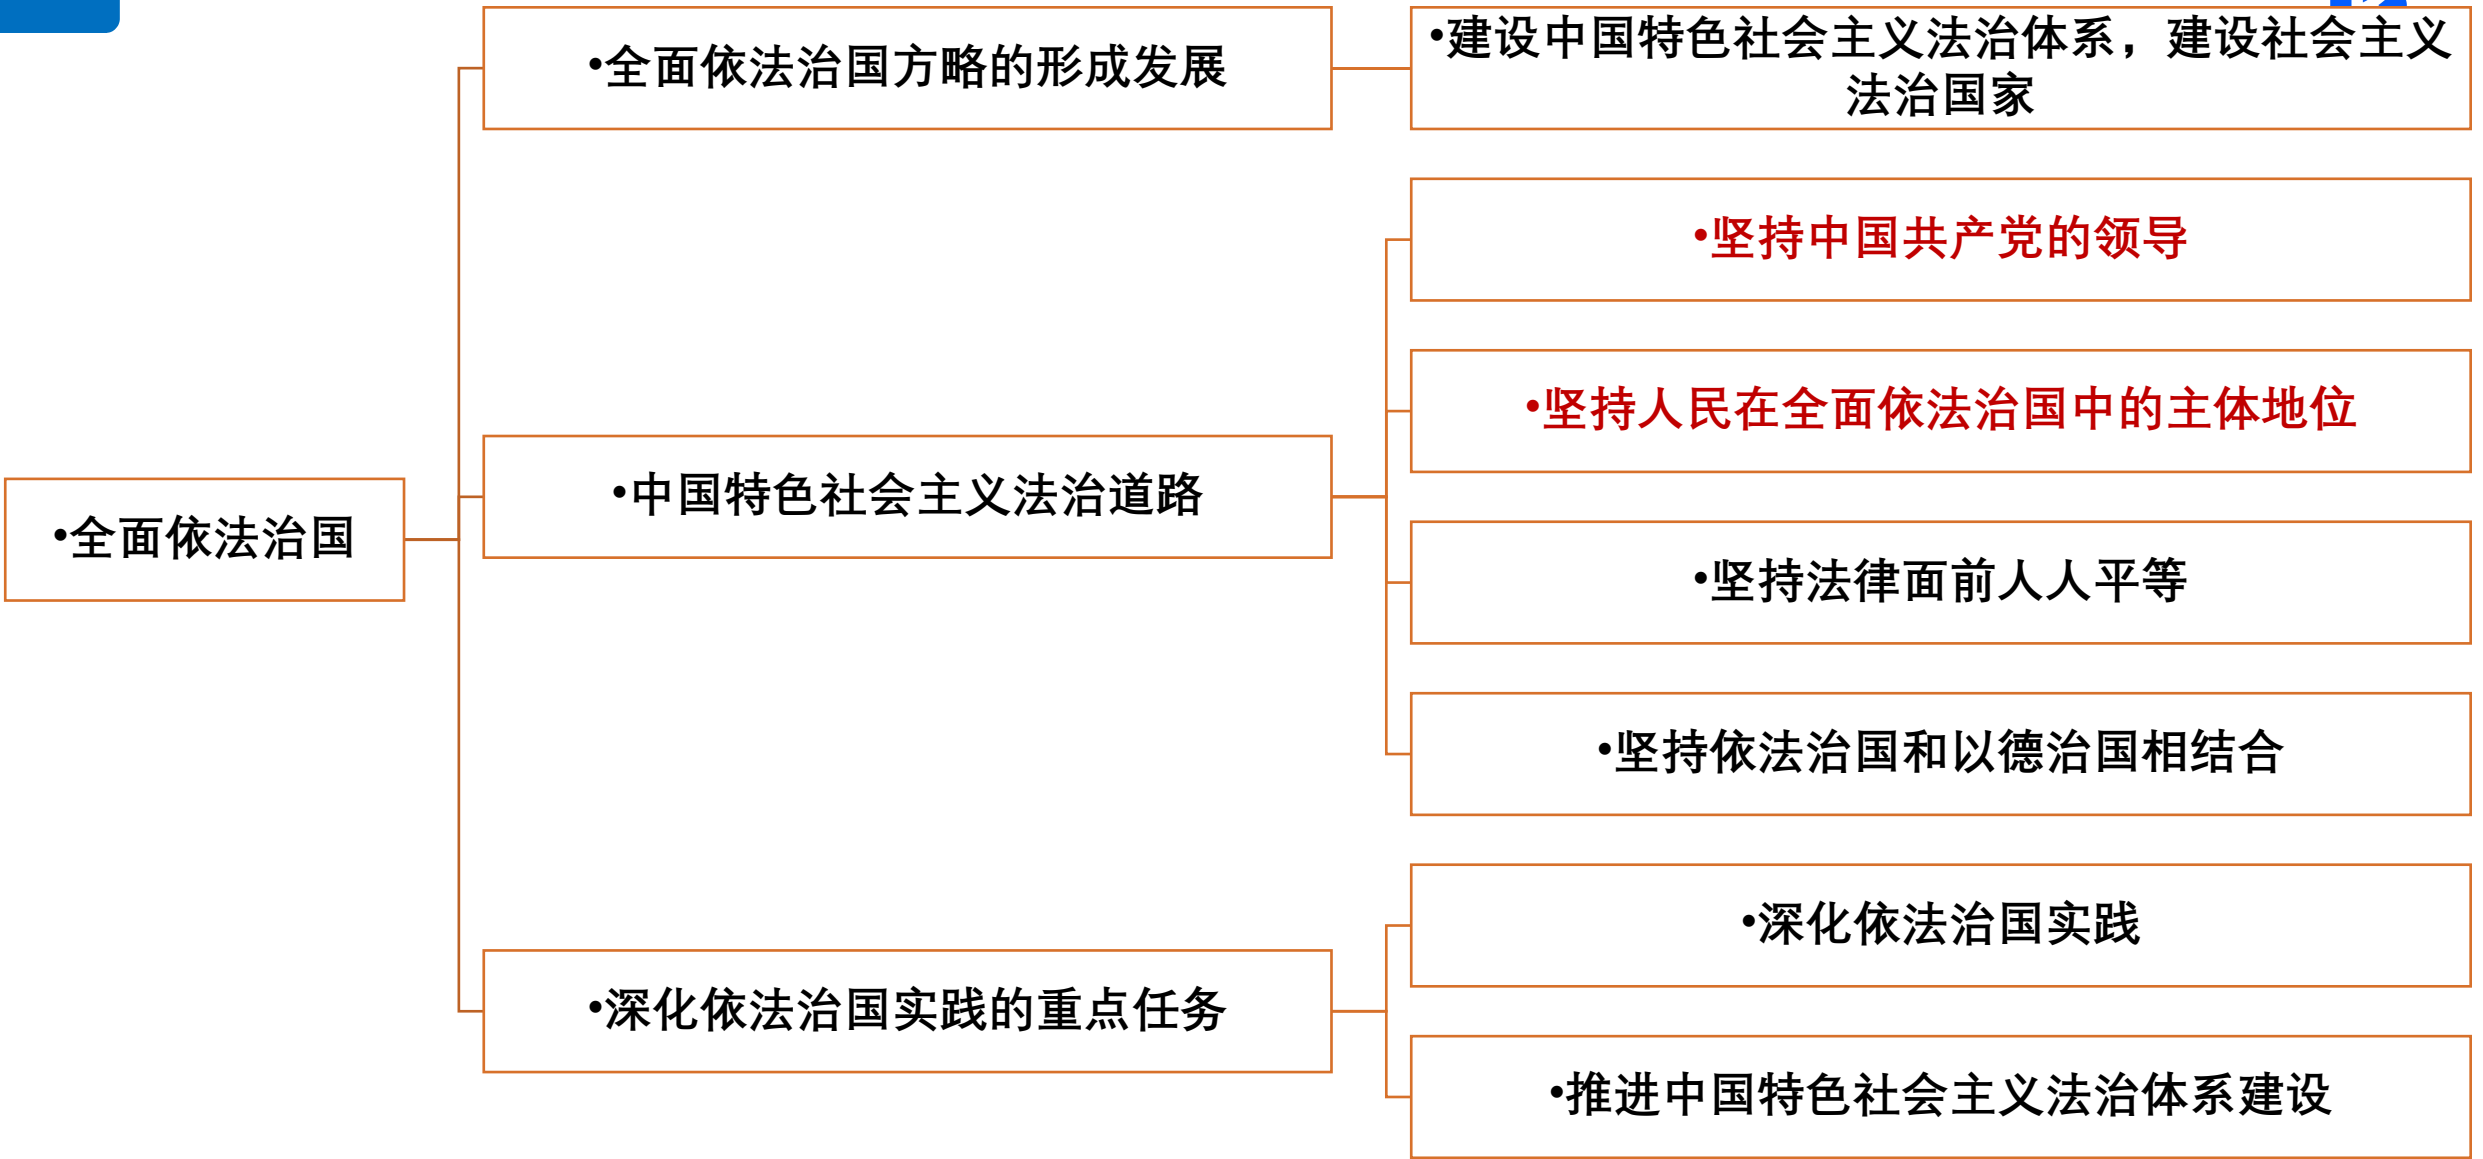 •全面依法治国
•全面依法治国方略的形成发展
•建设中国特色社会主义法治体系，建设社会主义
法治国家
•中国特色社会主义法治道路
•坚持中国共产党的领导
•坚持人民在全面依法治国中的主体地位
•坚持法律面前人人平等
•坚持依法治国和以德治国相结合
•深化依法治国实践的重点任务
•深化依法治国实践
•推进中国特色社会主义法治体系建设